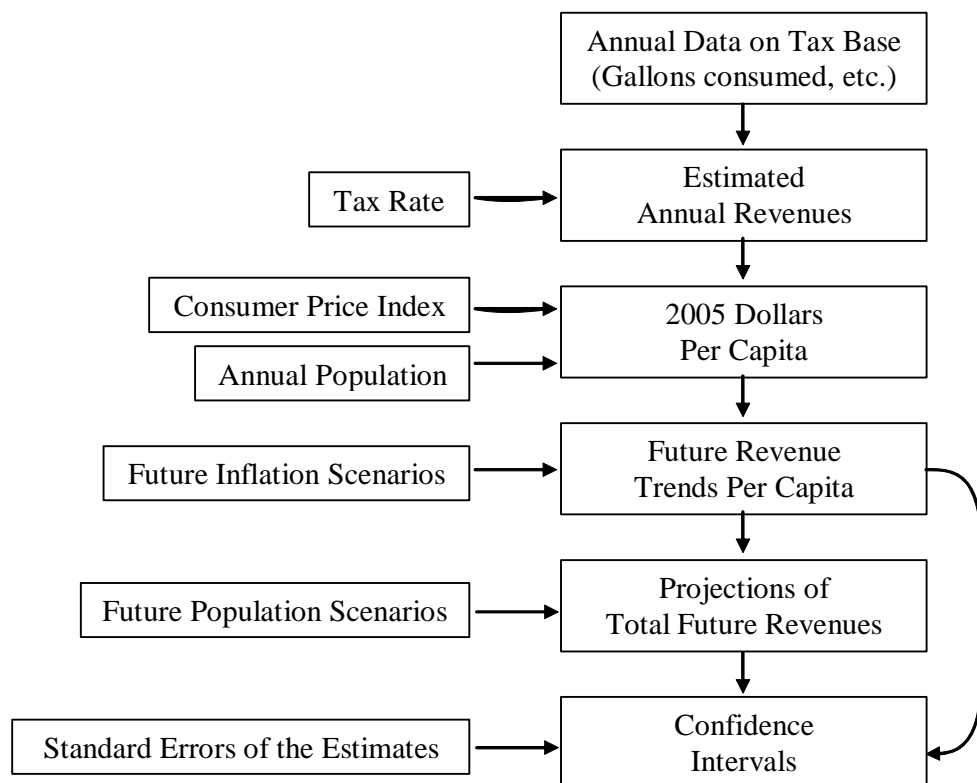 Annual Data on Tax Base
(Gallons consumed, etc.)
Tax Rate
Estimated
Annual Revenues
Consumer Price Index
2005 Dollars
Per Capita
Annual Population
Future Inflation Scenarios
Future Revenue
Trends Per Capita
Future Population Scenarios
Projections of
Total Future Revenues
Standard Errors of the Estimates
Confidence
Intervals